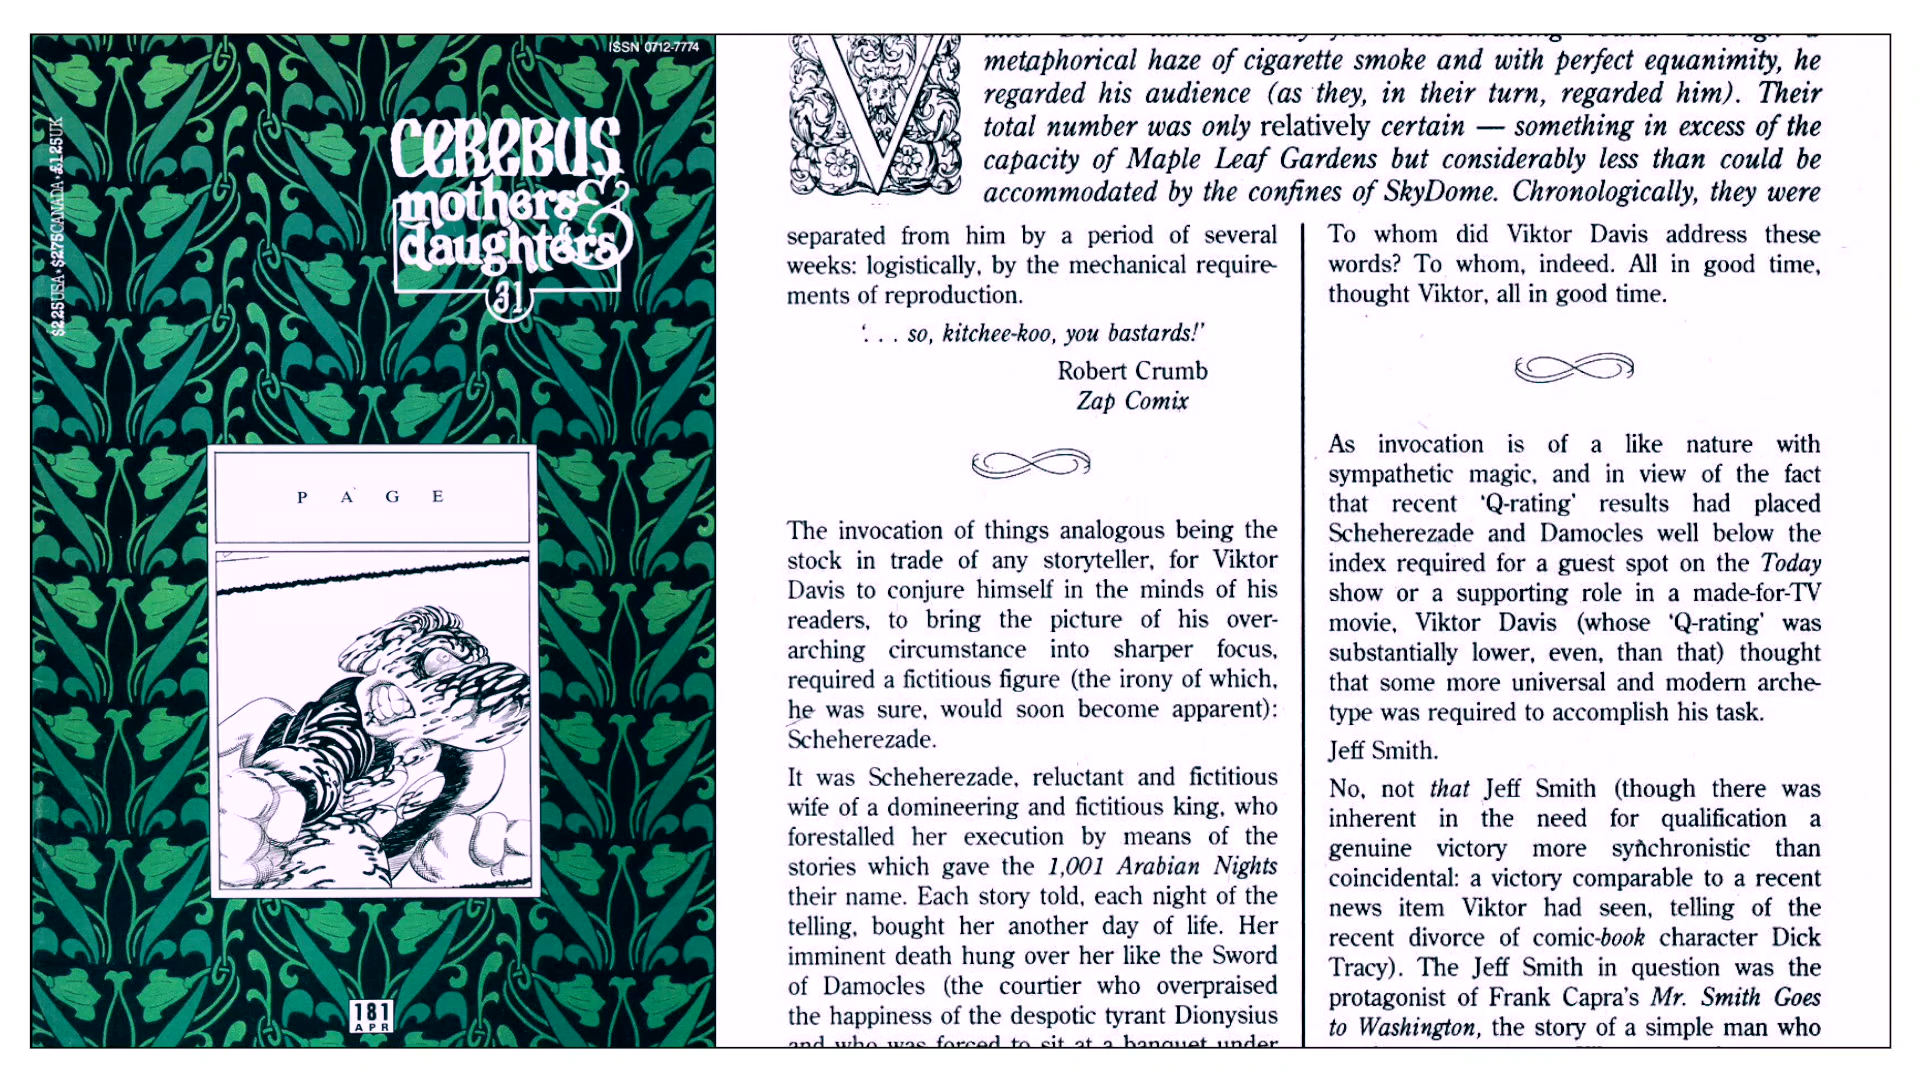 ISSN 0712-7774
$2.25USA•$2.75CANADA•£1.25UK
CEREBUS
mothers &
daughters
31
P A G E
181
APR
V
metaphorical haze of cigarette smoke and with perfect equanimity, he
regarded his audience (as they, in their turn, regarded him). Their
total number was only relatively certain — something in excess of the
capacity of Maple Leaf Gardens but considerably less than could be
accommodated by the confines of SkyDome. Chronologically, they were
separated from him by a period of several
weeks: logistically, by the mechanical require-
ments of reproduction.
'. . . so, kitchee-koo, you bastards!'
Robert Crumb
Zap Comix
The invocation of things analogous being the
stock in trade of any storyteller, for Viktor
Davis to conjure himself in the minds of his
readers, to bring the picture of his over-
arching circumstance into sharper focus,
required a fictitious figure (the irony of which,
he was sure, would soon become apparent):
Scheherezade.
It was Scheherezade, reluctant and fictitious
wife of a domineering and fictitious king, who
forestalled her execution by means of the
stories which gave the 1,001 Arabian Nights
their name. Each story told, each night of the
telling, bought her another day of life. Her
imminent death hung over her like the Sword
of Damocles (the courtier who overpraised
the happiness of the despotic tyrant Dionysius
and who was forced to sit at a banquet under
To whom did Viktor Davis address these
words? To whom, indeed. All in good time,
thought Viktor, all in good time.
As invocation is of a like nature with
sympathetic magic, and in view of the fact
that recent 'Q-rating' results had placed
Scheherezade and Damocles well below the
index required for a guest spot on the Today
show or a supporting role in a made-for-TV
movie, Viktor Davis (whose 'Q-rating' was
substantially lower, even, than that) thought
that some more universal and modern arche-
type was required to accomplish his task.
Jeff Smith.
No, not that Jeff Smith (though there was
inherent in the need for qualification a
genuine victory more synchronistic than
coincidental: a victory comparable to a recent
news item Viktor had seen, telling of the
recent divorce of comic-book character Dick
Tracy). The Jeff Smith in question was the
protagonist of Frank Capra's Mr. Smith Goes
to Washington, the story of a simple man who